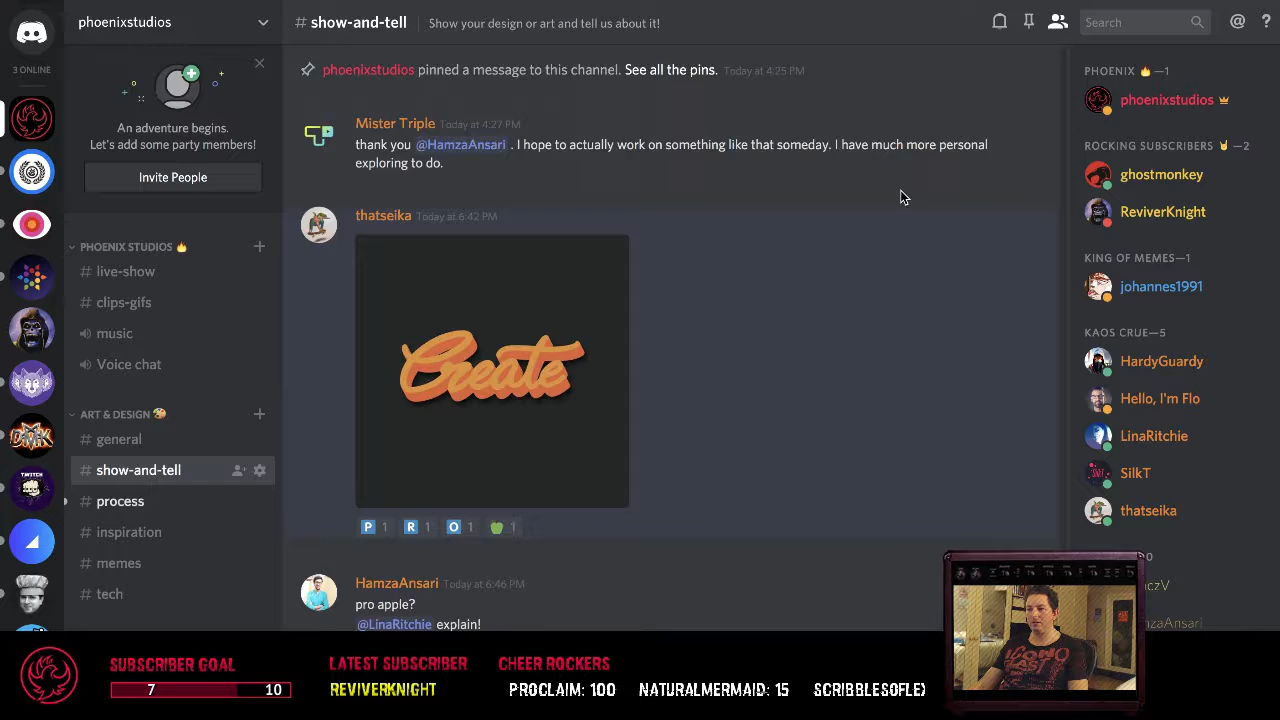 phoenixstudios
# show-and-tell
Show your design or art and tell us about it!
Search
3 ONLINE
An adventure begins.
Let's add some party members!
Invite People
PHOENIX STUDIOS 🔥
# live-show
# clips-gifs
music
Voice chat
ART & DESIGN 🎨
# general
# show-and-tell
# process
# inspiration
# memes
# tech
phoenixstudios pinned a message to this channel. See all the pins. Today at 4:25 PM
Mister Triple Today at 4:27 PM
thank you @HamzaAnsari . I hope to actually work on something like that someday. I have much more personal
exploring to do.
thatseika Today at 6:42 PM
Create
P 1 R 1 O 1 🍏 1
HamzaAnsari Today at 6:46 PM
pro apple?
@LinaRitchie explain!
PHOENIX 🔥—1
phoenixstudios
ROCKING SUBSCRIBERS 🤘—2
ghostmonkey
ReviverKnight
KING OF MEMES—1
johannes1991
KAOS CRUE—5
HardyGuardy
Hello, I'm Flo
LinaRitchie
SilkT
thatseika
SUBSCRIBER GOAL
7 10
LATEST SUBSCRIBER
REVIVERKNIGHT
CHEER ROCKERS
PROCLAIM: 100 NATURALMERMAID: 15 SCRIBBLESOFLEX